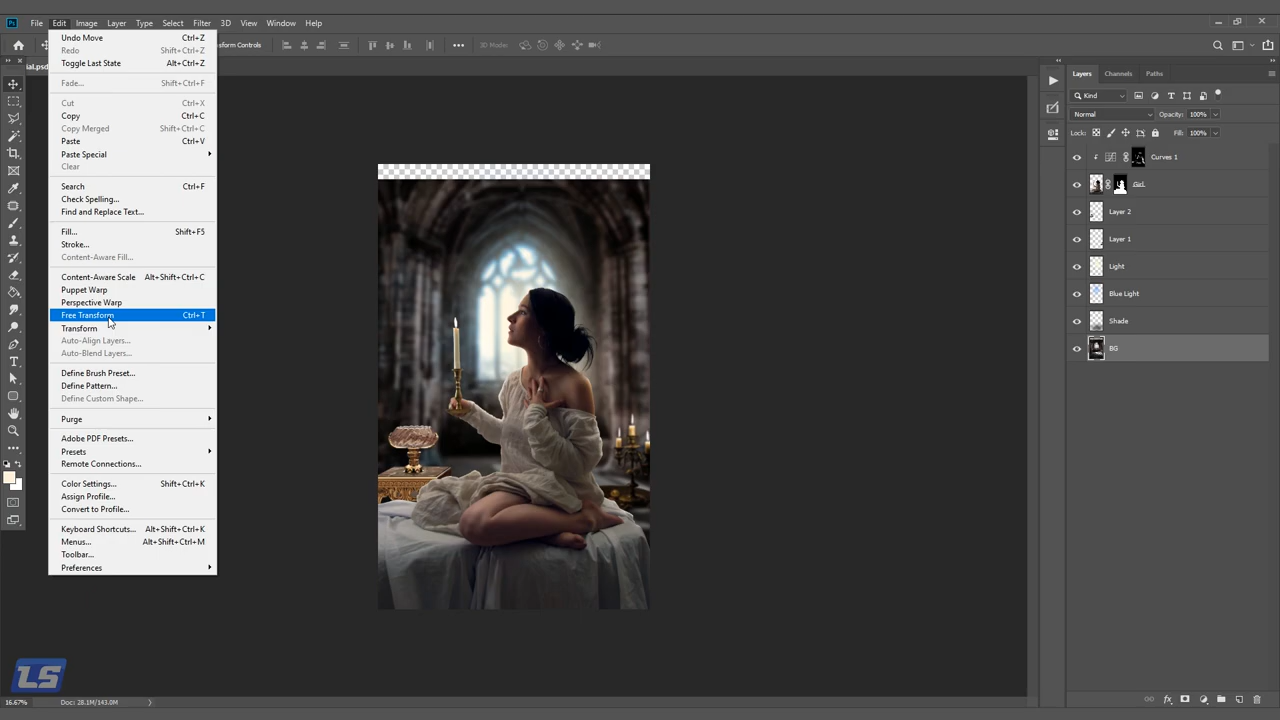 Ps File Edit Image Layer Type Select Filter 3D View Window Help
nsform Controls 3D Mode:
ial.psd
Undo Move Ctrl+Z
Redo Shift+Ctrl+Z
Toggle Last State Alt+Ctrl+Z
Fade... Shift+Ctrl+F
Cut Ctrl+X
Copy Ctrl+C
Copy Merged Shift+Ctrl+C
Paste Ctrl+V
Paste Special
Clear
Search Ctrl+F
Check Spelling...
Find and Replace Text...
Fill... Shift+F5
Stroke...
Content-Aware Fill...
Content-Aware Scale Alt+Shift+Ctrl+C
Puppet Warp
Perspective Warp
Free Transform Ctrl+T
Transform
Auto-Align Layers...
Auto-Blend Layers...
Define Brush Preset...
Define Pattern...
Define Custom Shape...
Purge
Adobe PDF Presets...
Presets
Remote Connections...
Color Settings... Shift+Ctrl+K
Assign Profile...
Convert to Profile...
Keyboard Shortcuts... Alt+Shift+Ctrl+K
Menus... Alt+Shift+Ctrl+M
Toolbar...
Preferences
Layers Channels Paths
Kind
Normal Opacity: 100%
Lock: Fill: 100%
Curves 1
Girl
Layer 2
Layer 1
Light
Blue Light
Shade
BG
LS
16.67% Doc: 28.1M/143.0M